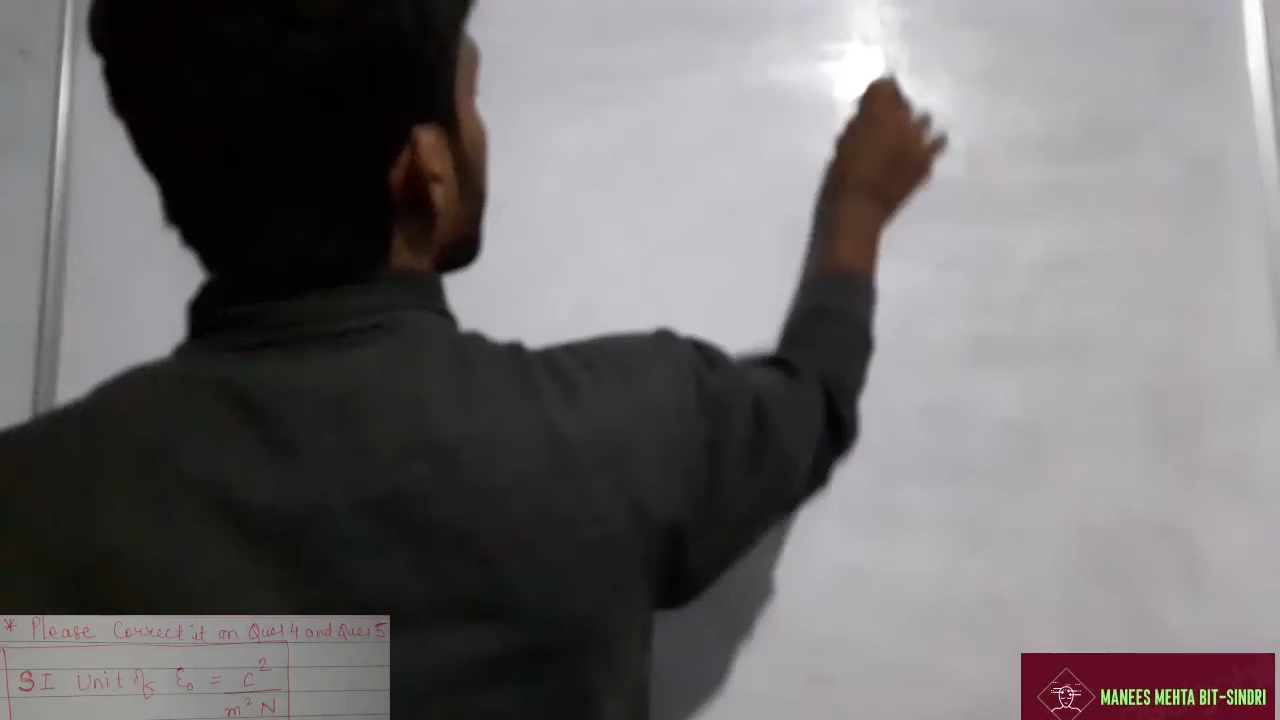 * Please Correct it on Ques 4 and Ques 5
SI Unit of ε₀ = C²
m² N
MANEES MEHTA BIT-SINDRI